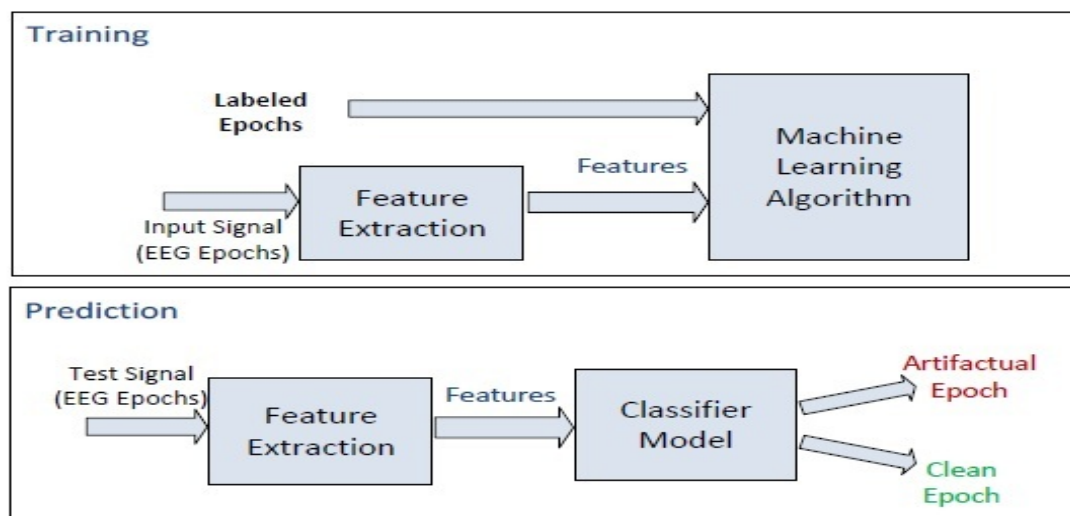 Training
Labeled
Epochs
Machine
Learning
Algorithm
Features
Feature
Extraction
Input Signal
(EEG Epochs)
Prediction
Test Signal
(EEG Epochs)
Feature
Extraction
Features
Classifier
Model
Artifactual
Epoch
Clean
Epoch